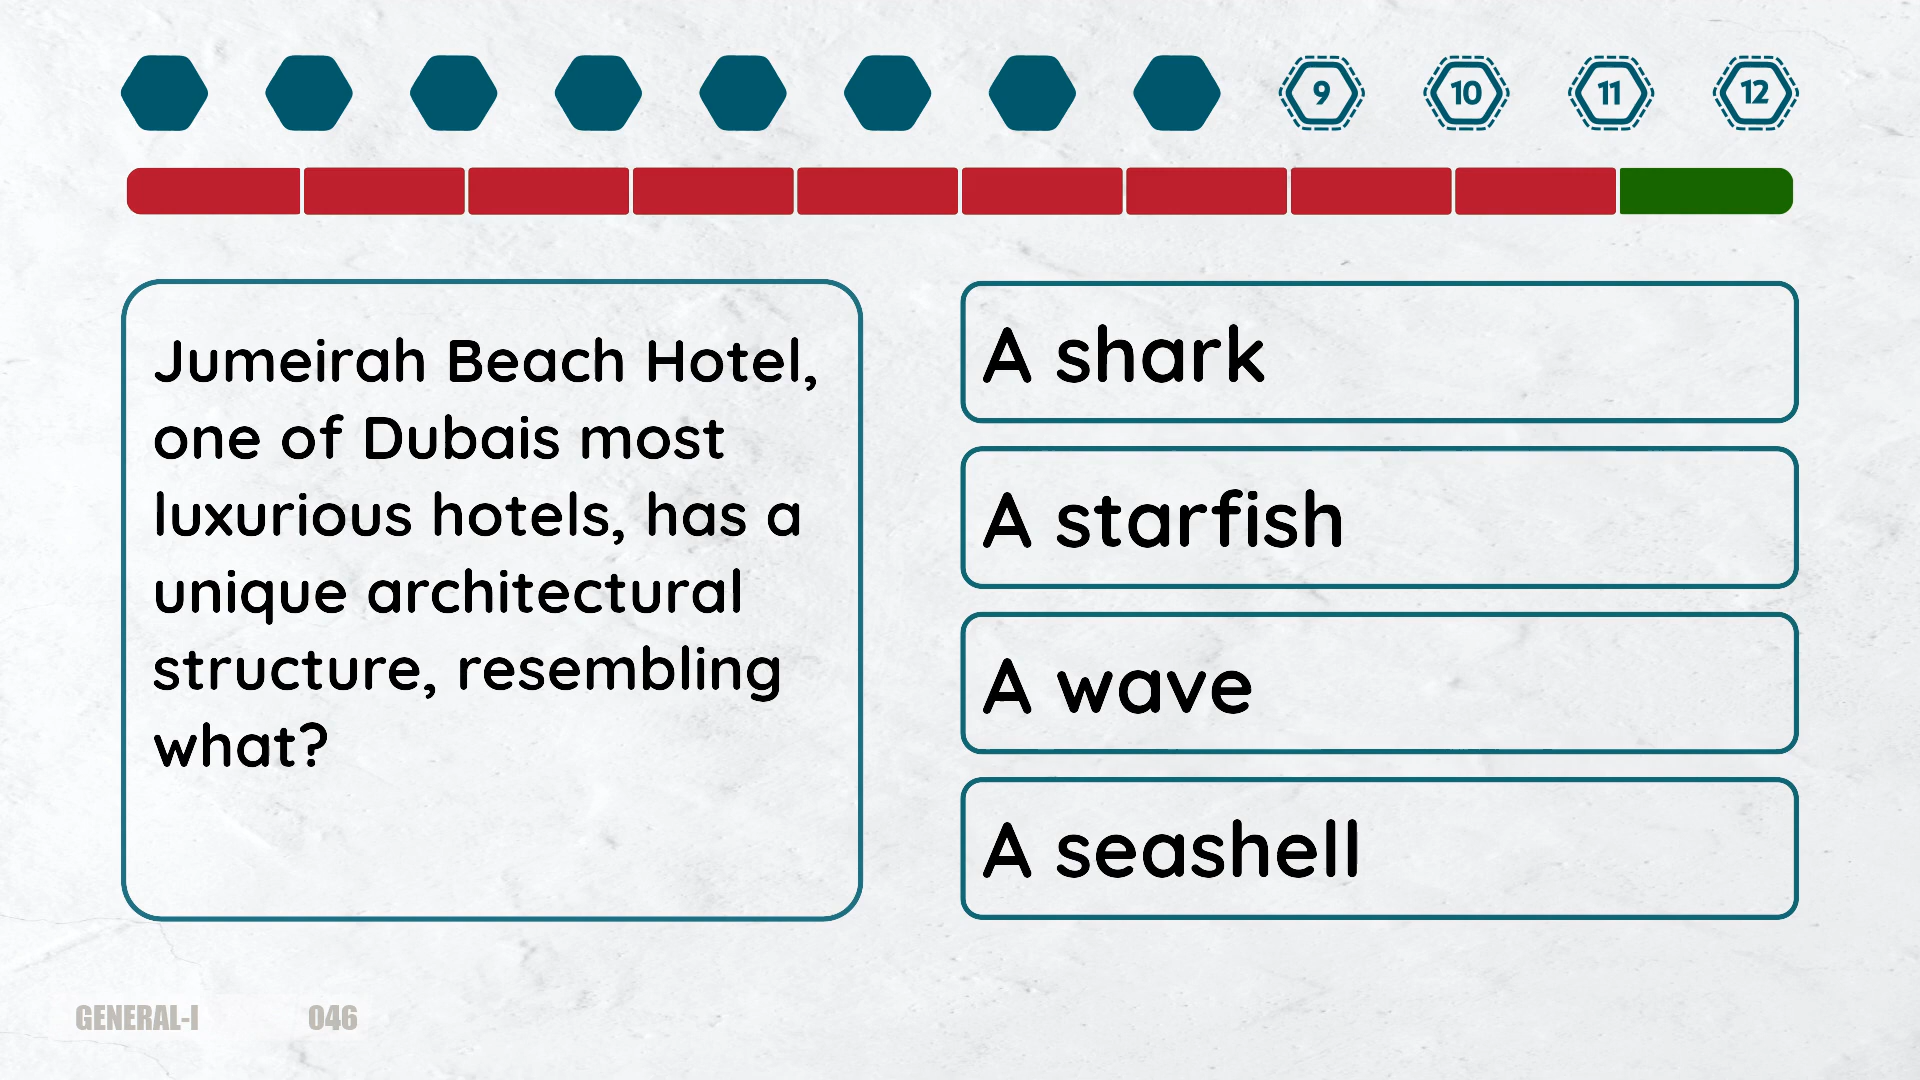 9 10 11 12
Jumeirah Beach Hotel,
one of Dubais most
luxurious hotels, has a
unique architectural
structure, resembling
what?
A shark
A starfish
A wave
A seashell
GENERAL-I 046